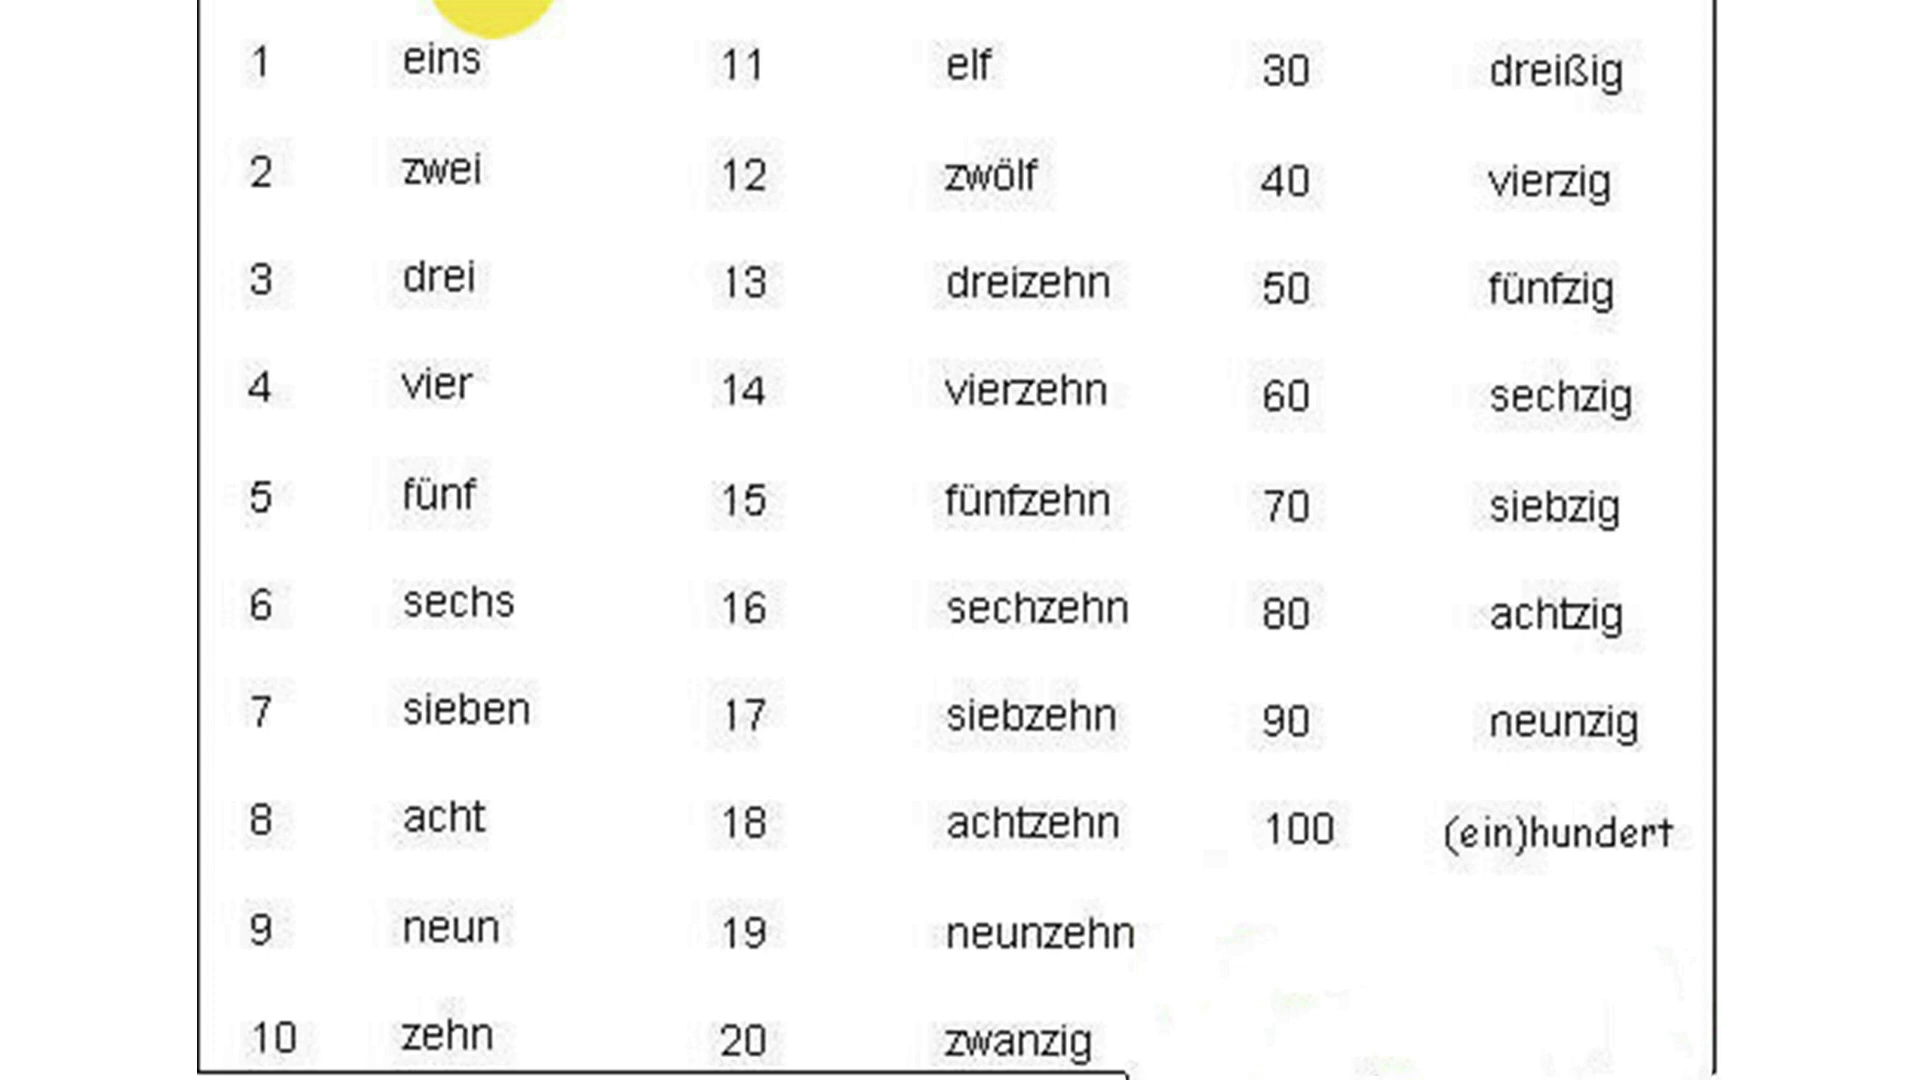 1 eins 11 elf 30 dreißig
2 zwei 12 zwölf 40 vierzig
3 drei 13 dreizehn 50 fünfzig
4 vier 14 vierzehn 60 sechzig
5 fünf 15 fünfzehn 70 siebzig
6 sechs 16 sechzehn 80 achtzig
7 sieben 17 siebzehn 90 neunzig
8 acht 18 achtzehn 100 (ein)hundert
9 neun 19 neunzehn
10 zehn 20 zwanzig